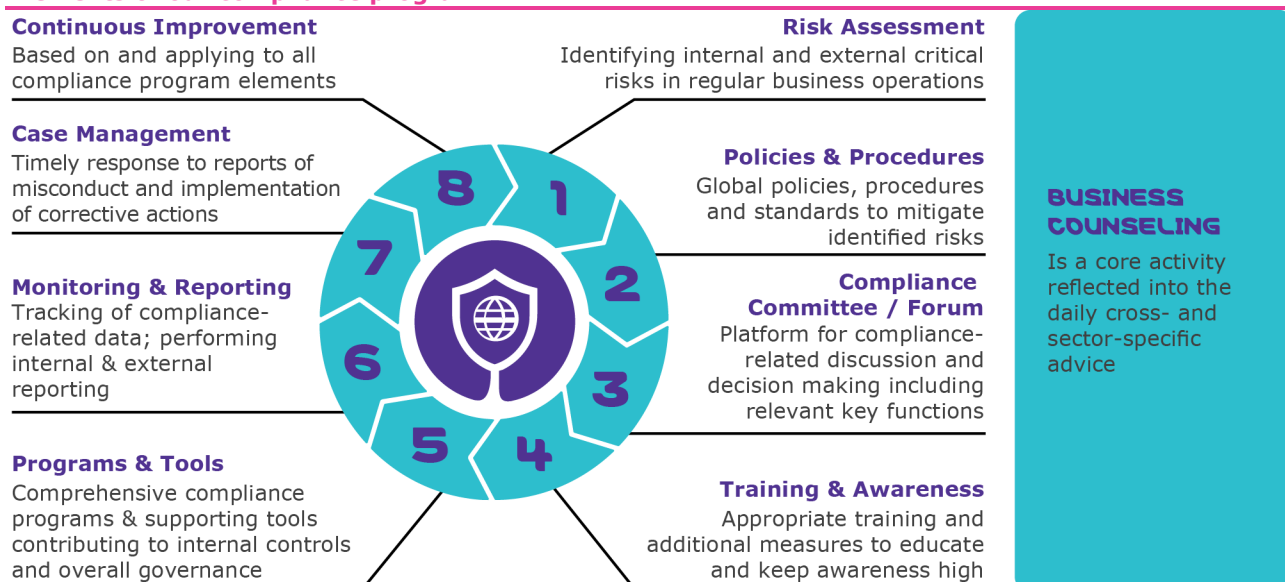 Continuous Improvement
Based on and applying to all
compliance program elements
Case Management
Timely response to reports of
misconduct and implementation
of corrective actions
Monitoring & Reporting
Tracking of compliance-
related data; performing
internal & external
reporting
Programs & Tools
Comprehensive compliance
programs & supporting tools
contributing to internal controls
and overall governance
8
1
7
2
6
3
5
4
Risk Assessment
Identifying internal and external critical
risks in regular business operations
Policies & Procedures
Global policies, procedures
and standards to mitigate
identified risks
Compliance
Committee / Forum
Platform for compliance-
related discussion and
decision making including
relevant key functions
Training & Awareness
Appropriate training and
additional measures to educate
and keep awareness high
BUSINESS
COUNSELING
Is a core activity
reflected into the
daily cross- and
sector-specific
advice